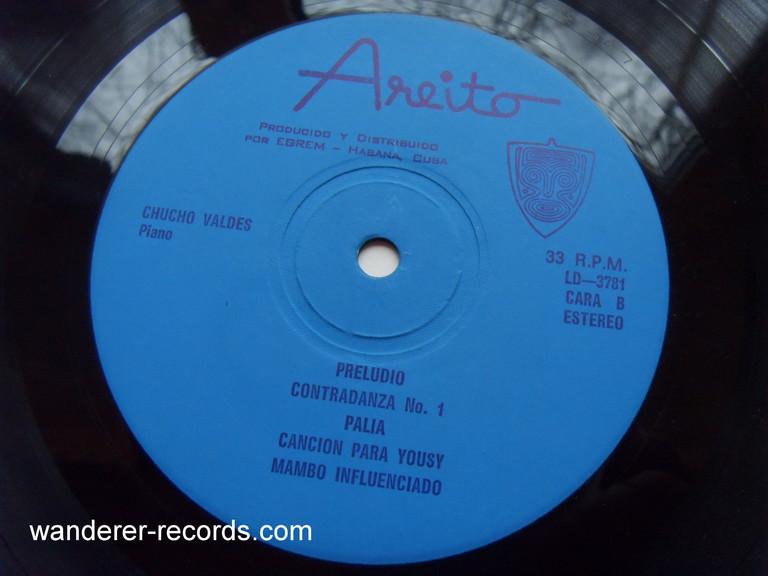 Areito
PRODUCIDO Y DISTRIBUIDO
POR EGREM - HABANA, CUBA
CHUCHO VALDES
Piano
33 R.P.M.
LD—3781
CARA B
ESTEREO
PRELUDIO
CONTRADANZA No. 1
PALIA
CANCION PARA YOUSY
MAMBO INFLUENCIADO
wanderer-records.com